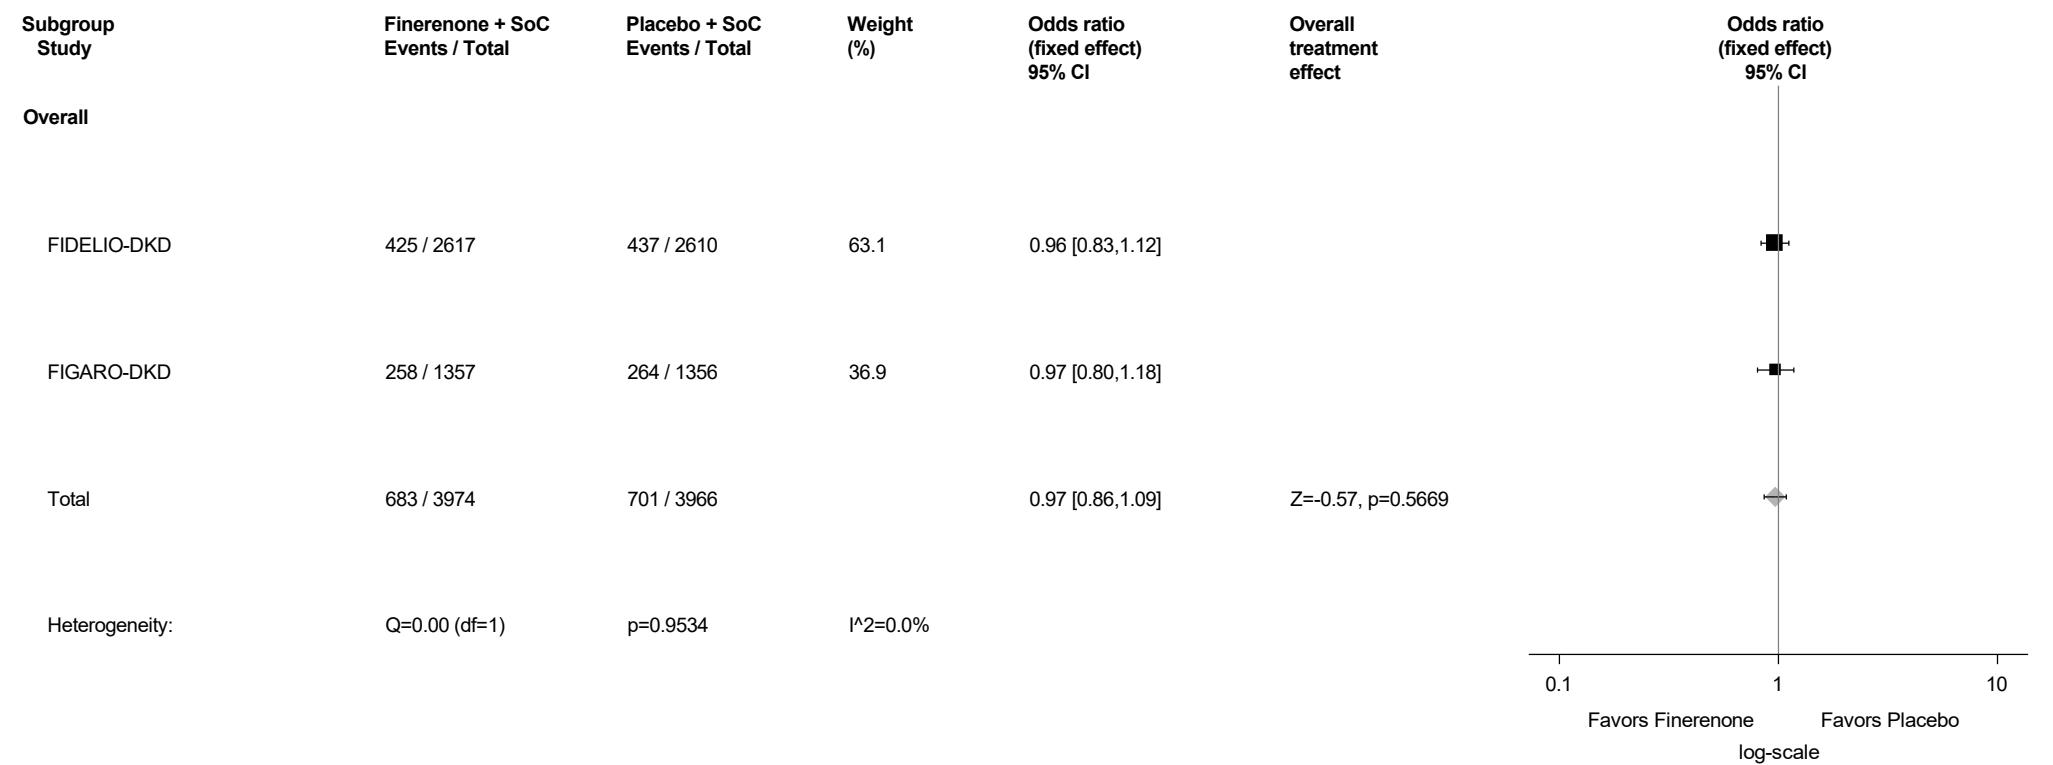 Subgroup Finerenone + SoC Placebo + SoC Weight Odds ratio Overall Odds ratio
Study Events / Total Events / Total (%) (fixed effect) treatment (fixed effect)
95% CI effect 95% CI
Overall
FIDELIO-DKD 425 / 2617 437 / 2610 63.1 0.96 [0.83,1.12]
FIGARO-DKD 258 / 1357 264 / 1356 36.9 0.97 [0.80,1.18]
Total 683 / 3974 701 / 3966 0.97 [0.86,1.09] Z=-0.57, p=0.5669
Heterogeneity: Q=0.00 (df=1) p=0.9534 I^2=0.0%
0.1 1 10
Favors Finerenone Favors Placebo
log-scale